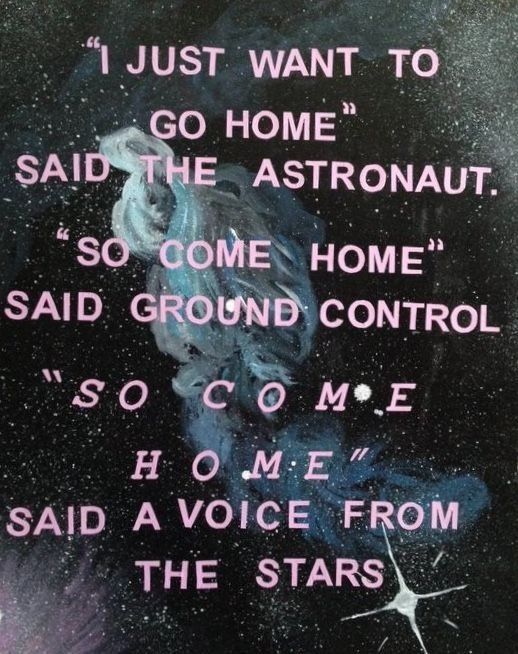 “I JUST WANT TO
GO HOME”
SAID THE ASTRONAUT.
“SO COME HOME”
SAID GROUND CONTROL
“SO COME
HOME”
SAID A VOICE FROM
THE STARS